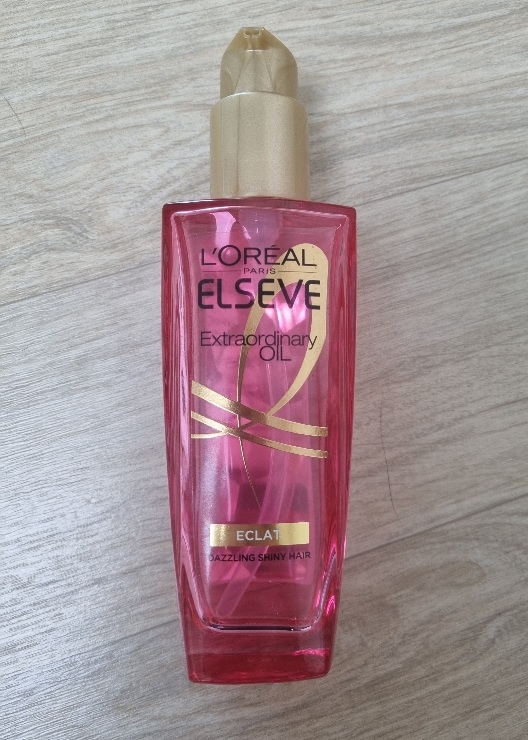 L'ORÉAL
PARIS
ELSEVE
Extraordinary
OIL
ECLAT
DAZZLING SHINY HAIR